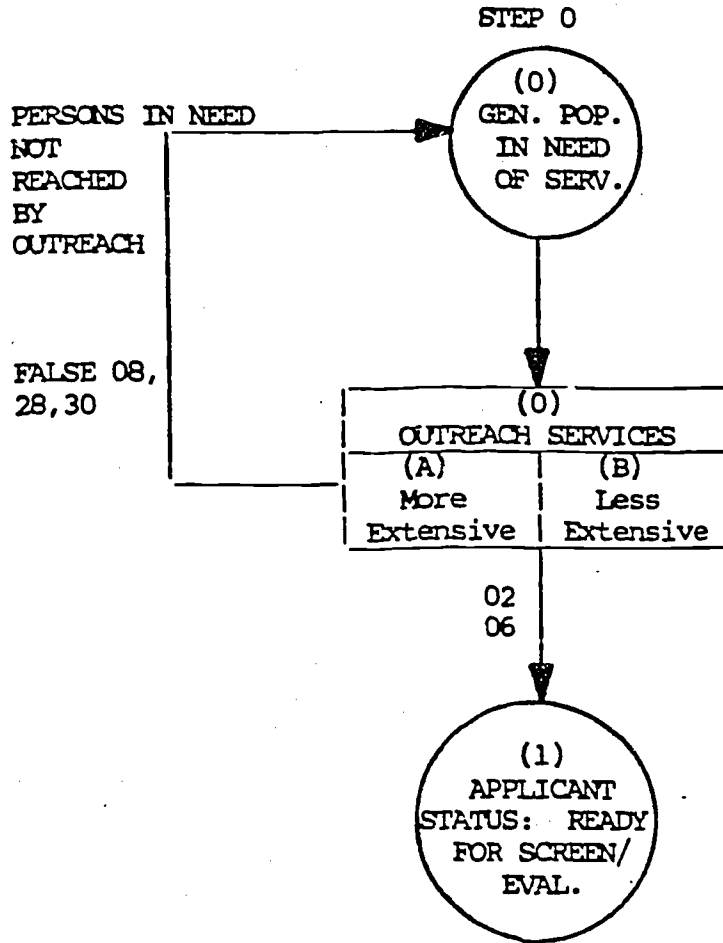 STEP 0
(0)
GEN. POP.
IN NEED
OF SERV.
PERSONS IN NEED
NOT
REACHED
BY
OUTREACH
FALSE 08,
28,30
(0)
OUTREACH SERVICES
(A)
More
Extensive
(B)
Less
Extensive
02
06
(1)
APPLICANT
STATUS: READY
FOR SCREEN/
EVAL.